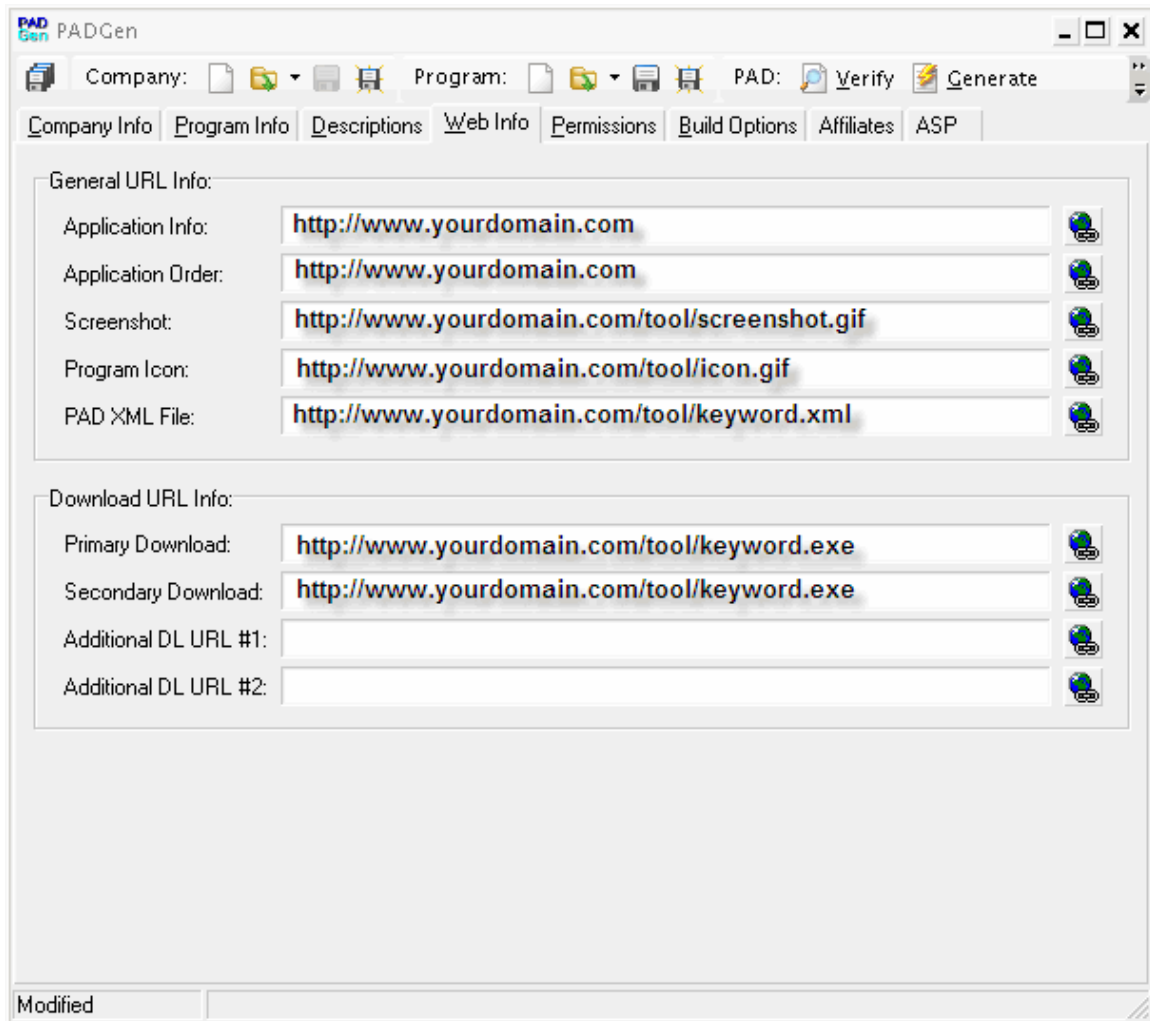 PAD Gen PADGen
Company: Program: PAD: Verify Generate
Company Info Program Info Descriptions Web Info Permissions Build Options Affiliates ASP
General URL Info:
Application Info: http://www.yourdomain.com
Application Order: http://www.yourdomain.com
Screenshot: http://www.yourdomain.com/tool/screenshot.gif
Program Icon: http://www.yourdomain.com/tool/icon.gif
PAD XML File: http://www.yourdomain.com/tool/keyword.xml
Download URL Info:
Primary Download: http://www.yourdomain.com/tool/keyword.exe
Secondary Download: http://www.yourdomain.com/tool/keyword.exe
Additional DL URL #1:
Additional DL URL #2:
Modified